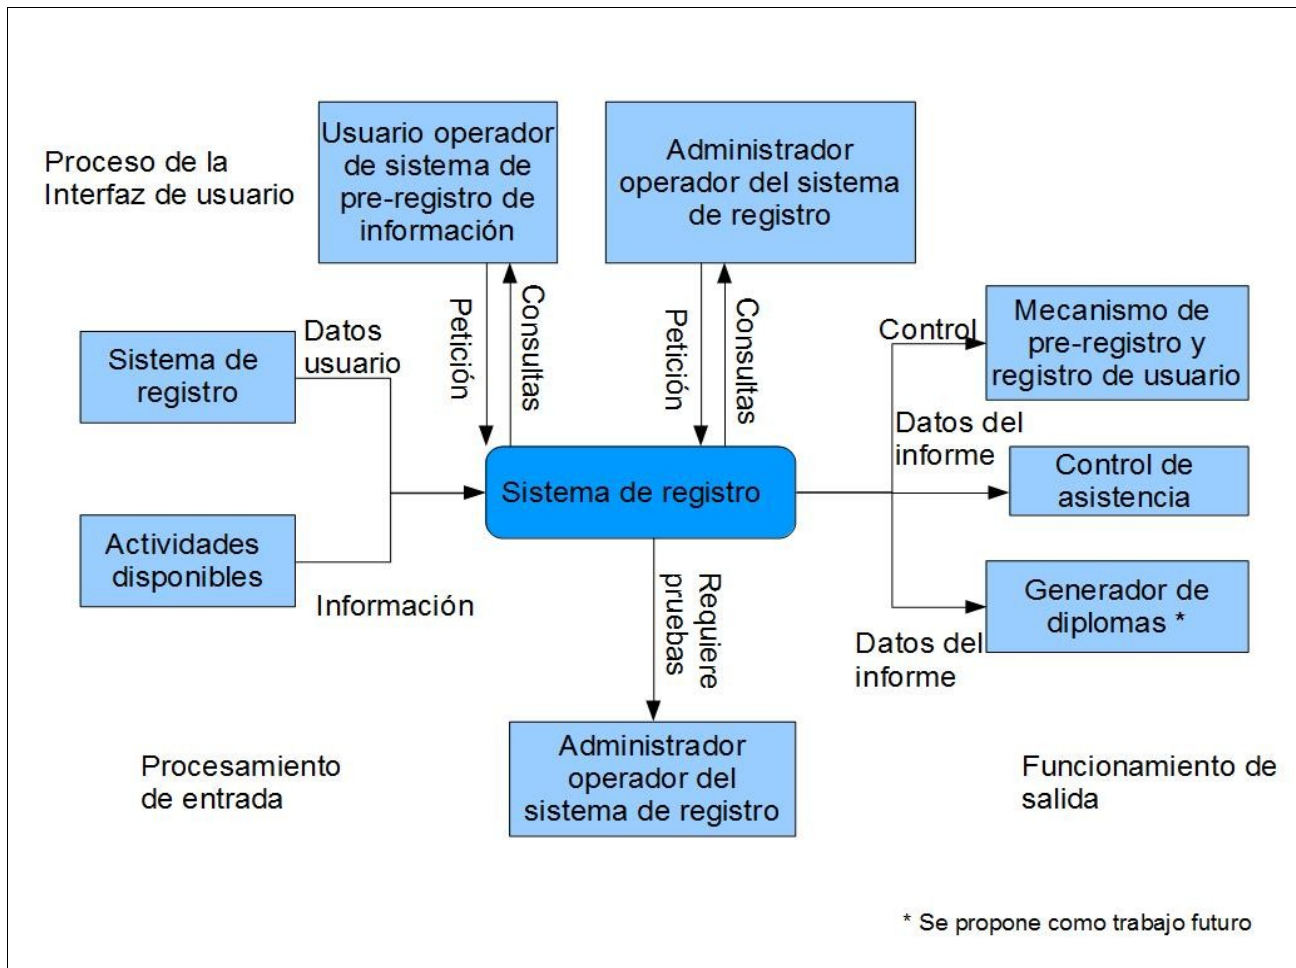 Proceso de la
Interfaz de usuario
Usuario operador
de sistema de
pre-registro de
información
Administrador
operador del sistema
de registro
Petición
Consultas
Petición
Consultas
Sistema de
registro
Datos
usuario
Actividades
disponibles
Información
Sistema de registro
Control
Mecanismo de
pre-registro y
registro de usuario
Datos del
informe
Control de
asistencia
Datos del
informe
Generador de
diplomas *
Requiere
pruebas
Administrador
operador del
sistema de registro
Procesamiento
de entrada
Funcionamiento de
salida
* Se propone como trabajo futuro